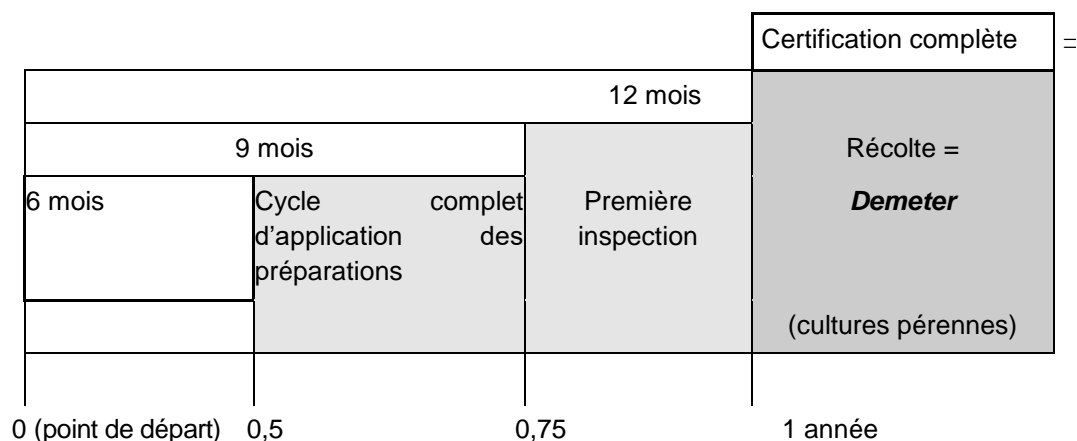 Certification complète =
12 mois
9 mois
Récolte =
6 mois
Cycle complet
d'application des
préparations
Première
inspection
Demeter
(cultures pérennes)
0 (point de départ) 0,5 0,75 1 année